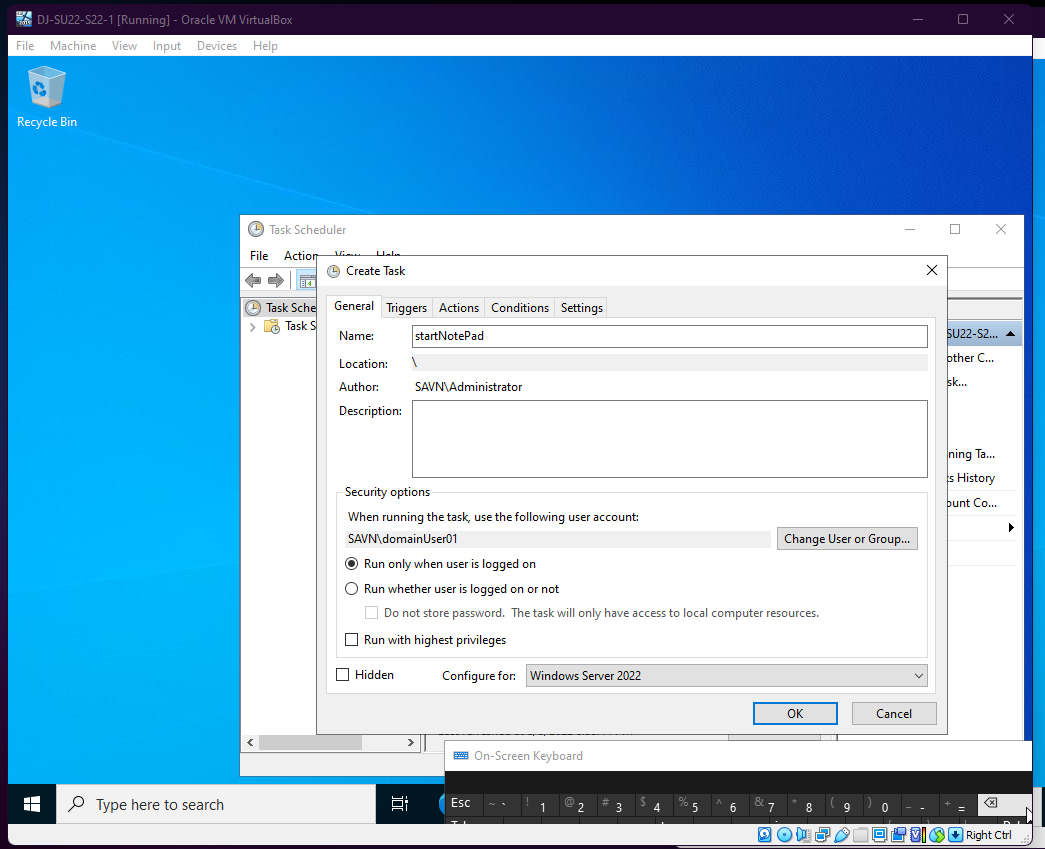 DJ-SU22-S22-1 [Running] - Oracle VM VirtualBox
File Machine View Input Devices Help
Recycle Bin
Task Scheduler
File Action View Help
Create Task
Task Sche
Task S
General Triggers Actions Conditions Settings
Name: startNotePad
Location: \
Author: SAVN\Administrator
Description:
Security options
When running the task, use the following user account:
SAVN\domainUser01 Change User or Group...
Run only when user is logged on
Run whether user is logged on or not
Do not store password. The task will only have access to local computer resources.
Run with highest privileges
Hidden Configure for: Windows Server 2022
OK Cancel
SU22-S2...
other C...
sk...
ning Ta...
ts History
ount Co...
On-Screen Keyboard
Esc ~ ` ! 1 @ 2 # 3 $ 4 % 5 ^ 6 & 7 * 8 ( 9 ) 0 _ - + =
Type here to search
Right Ctrl